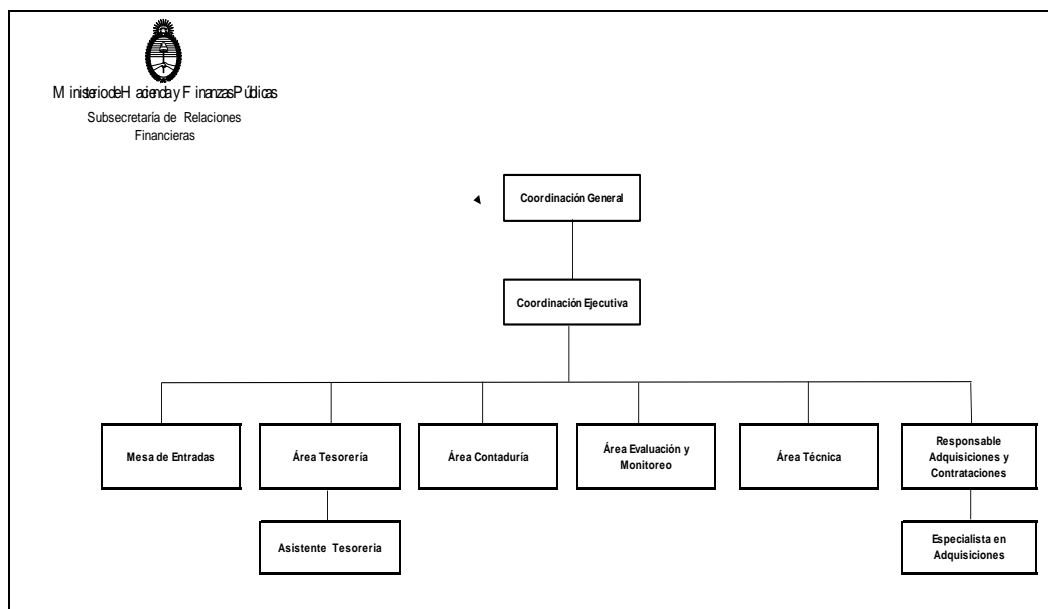 Ministerio de Hacienda y Finanzas Públicas
Subsecretaría de Relaciones
Financieras
Coordinación General
Coordinación Ejecutiva
Mesa de Entradas
Área Tesorería
Área Contaduría
Área Evaluación y
Monitoreo
Área Técnica
Responsable
Adquisiciones y
Contrataciones
Asistente Tesoreria
Especialista en
Adquisiciones